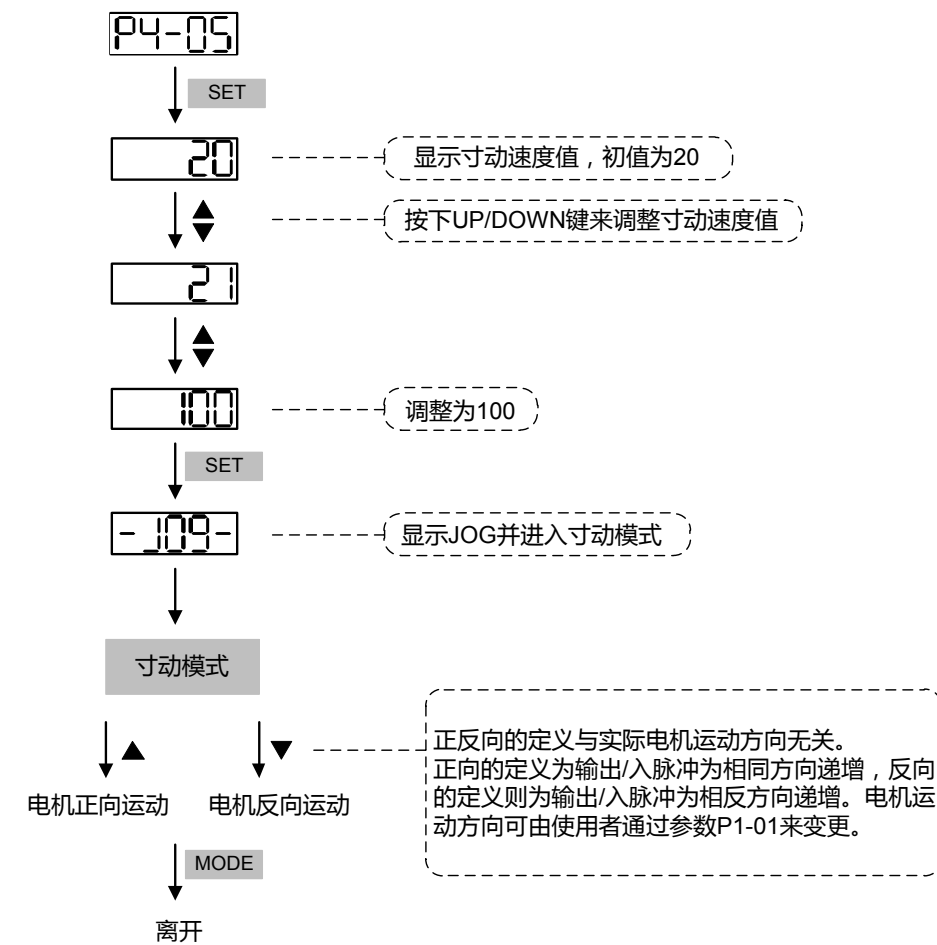 P4-05
SET
20
显示寸动速度值，初值为20
按下UP/DOWN键来调整寸动速度值
21
100
调整为100
SET
-JOG-
显示JOG并进入寸动模式
寸动模式
正反向的定义与实际电机运动方向无关。
正向的定义为输出/入脉冲为相同方向递增，反向
的定义则为输出/入脉冲为相反方向递增。电机运
动方向可由使用者通过参数P1-01来变更。
电机正向运动
电机反向运动
MODE
离开